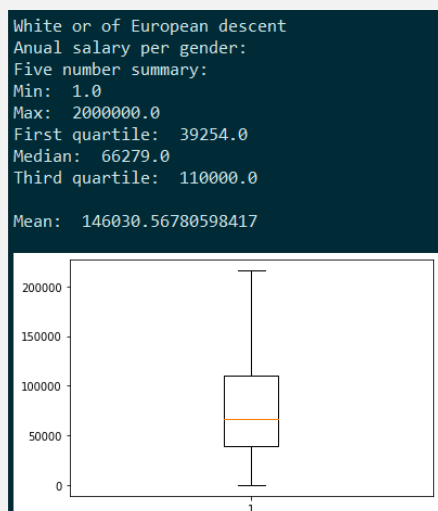 White or of European descent
Anual salary per gender:
Five number summary:
Min:  1.0
Max:  2000000.0
First quartile:  39254.0
Median:  66279.0
Third quartile:  110000.0
Mean:  146030.56780598417
200000
150000
100000
50000
0
1